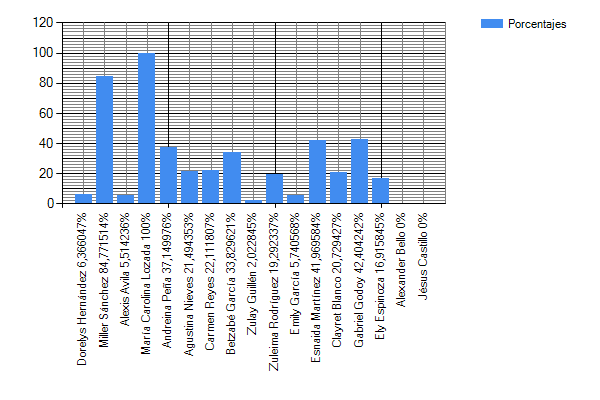 120
100
80
60
40
20
0
Porcentajes
Dorelys Hernández 6,366047%
Miller Sánchez 84,771514%
Alexis Avila 5,514236%
María Carolina Lozada 100%
Andreina Peña 37,149976%
Agustina Nieves 21,494353%
Carmen Reyes 22,111807%
Betzabé García 33,829621%
Zulay Guillén 2,022845%
Zuleima Rodríguez 19,292337%
Emily García 5,740568%
Esnaida Martínez 41,969584%
Clayret Blanco 20,729427%
Gabriel Godoy 42,404242%
Ely Espinoza 16,915845%
Alexander Bello 0%
Jésus Castillo 0%